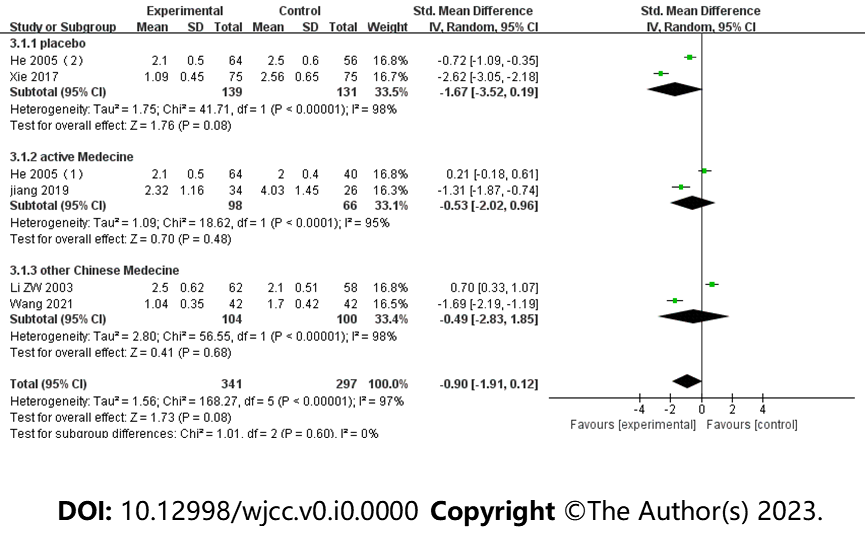 Experimental Control Std. Mean Difference Std. Mean Difference
Study or Subgroup Mean SD Total Mean SD Total Weight IV, Random, 95% CI IV, Random, 95% CI
3.1.1 placebo
He 2005（2） 2.1 0.5 64 2.5 0.6 56 16.8% -0.72 [-1.09, -0.35]
Xie 2017 1.09 0.45 75 2.56 0.65 75 16.7% -2.62 [-3.05, -2.18]
Subtotal (95% CI) 139 131 33.5% -1.67 [-3.52, 0.19]
Heterogeneity: Tau² = 1.75; Chi² = 41.71, df = 1 (P < 0.00001); I² = 98%
Test for overall effect: Z = 1.76 (P = 0.08)
3.1.2 active Medecine
He 2005（1） 2.1 0.5 64 2 0.4 40 16.8% 0.21 [-0.18, 0.61]
jiang 2019 2.32 1.16 34 4.03 1.45 26 16.3% -1.31 [-1.87, -0.74]
Subtotal (95% CI) 98 66 33.1% -0.53 [-2.02, 0.96]
Heterogeneity: Tau² = 1.09; Chi² = 18.62, df = 1 (P < 0.0001); I² = 95%
Test for overall effect: Z = 0.70 (P = 0.48)
3.1.3 other Chinese Medecine
Li ZW 2003 2.5 0.62 62 2.1 0.51 58 16.8% 0.70 [0.33, 1.07]
Wang 2021 1.04 0.35 42 1.7 0.42 42 16.5% -1.69 [-2.19, -1.19]
Subtotal (95% CI) 104 100 33.4% -0.49 [-2.83, 1.85]
Heterogeneity: Tau² = 2.80; Chi² = 56.55, df = 1 (P < 0.00001); I² = 98%
Test for overall effect: Z = 0.41 (P = 0.68)
Total (95% CI) 341 297 100.0% -0.90 [-1.91, 0.12]
Heterogeneity: Tau² = 1.56; Chi² = 168.27, df = 5 (P < 0.00001); I² = 97%
Test for overall effect: Z = 1.73 (P = 0.08)
Test for subgroup differences: Chi² = 1.01, df = 2 (P = 0.60), I² = 0%
-4 -2 0 2 4
Favours [experimental] Favours [control]
DOI: 10.12998/wjcc.v0.i0.0000 Copyright ©The Author(s) 2023.